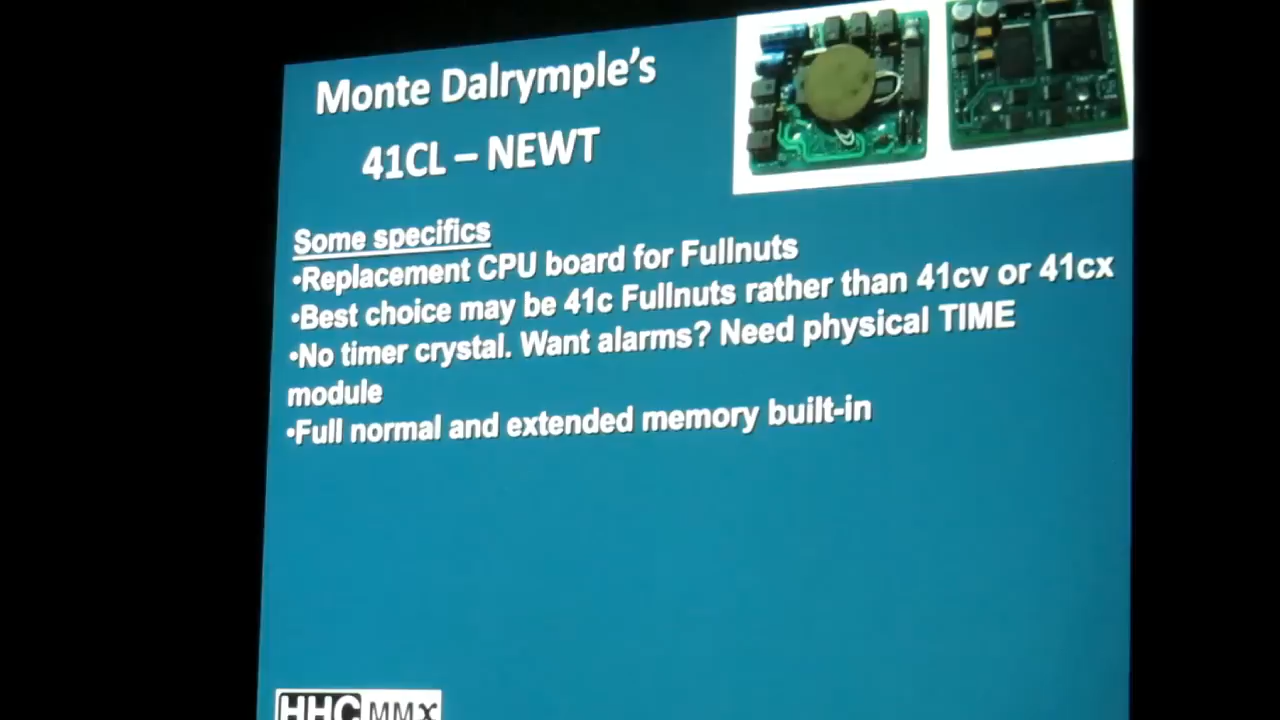 Monte Dalrymple's
41CL – NEWT
Some specifics
•Replacement CPU board for Fullnuts
•Best choice may be 41c Fullnuts rather than 41cv or 41cx
•No timer crystal. Want alarms? Need physical TIME
module
•Full normal and extended memory built-in
HHC MMX